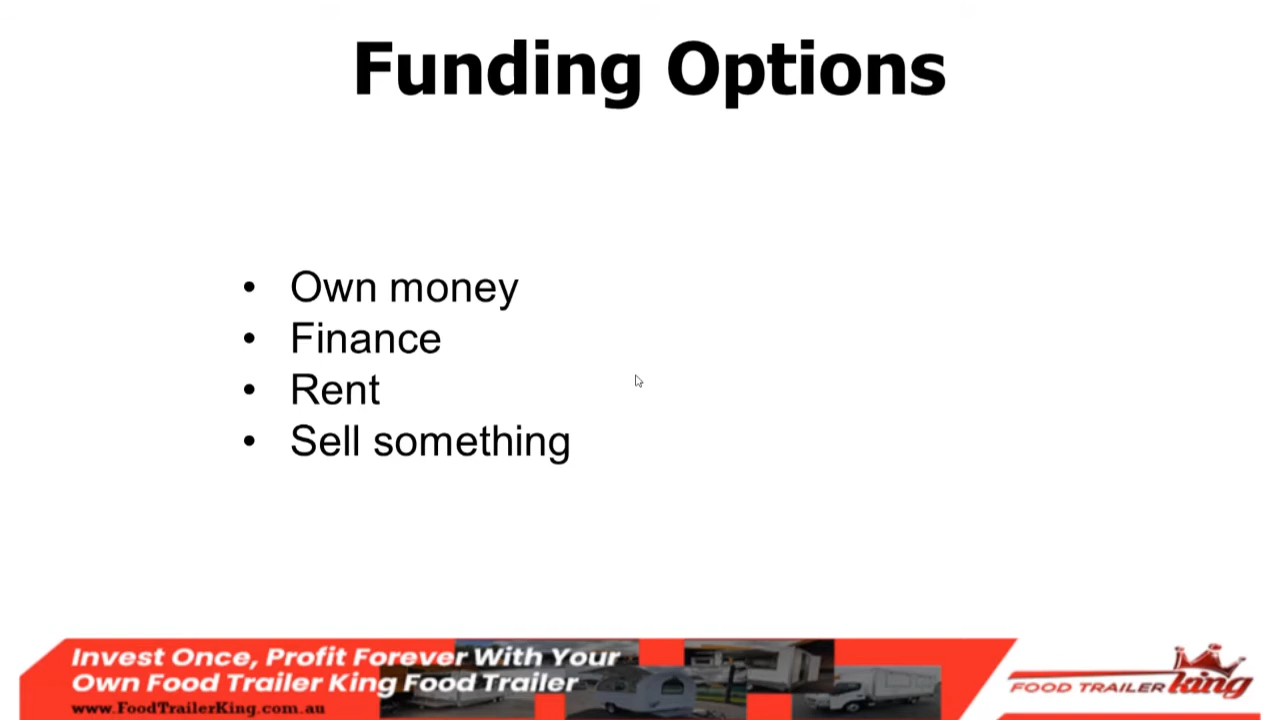 Funding Options
• Own money
• Finance
• Rent
• Sell something
Invest Once, Profit Forever With Your
Own Food Trailer King Food Trailer
www.FoodTrailerKing.com.au
FOOD TRAILER king